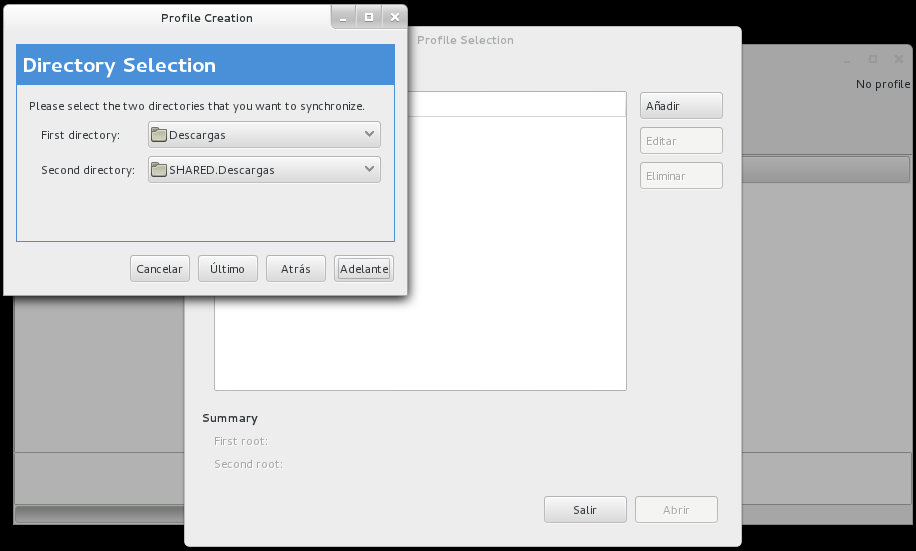 Profile Creation
Directory Selection
Please select the two directories that you want to synchronize.
First directory:
Descargas
Second directory:
SHARED.Descargas
Cancelar
Último
Atrás
Adelante
Profile Selection
Añadir
Editar
Eliminar
Summary
First root:
Second root:
Salir
Abrir
No profile